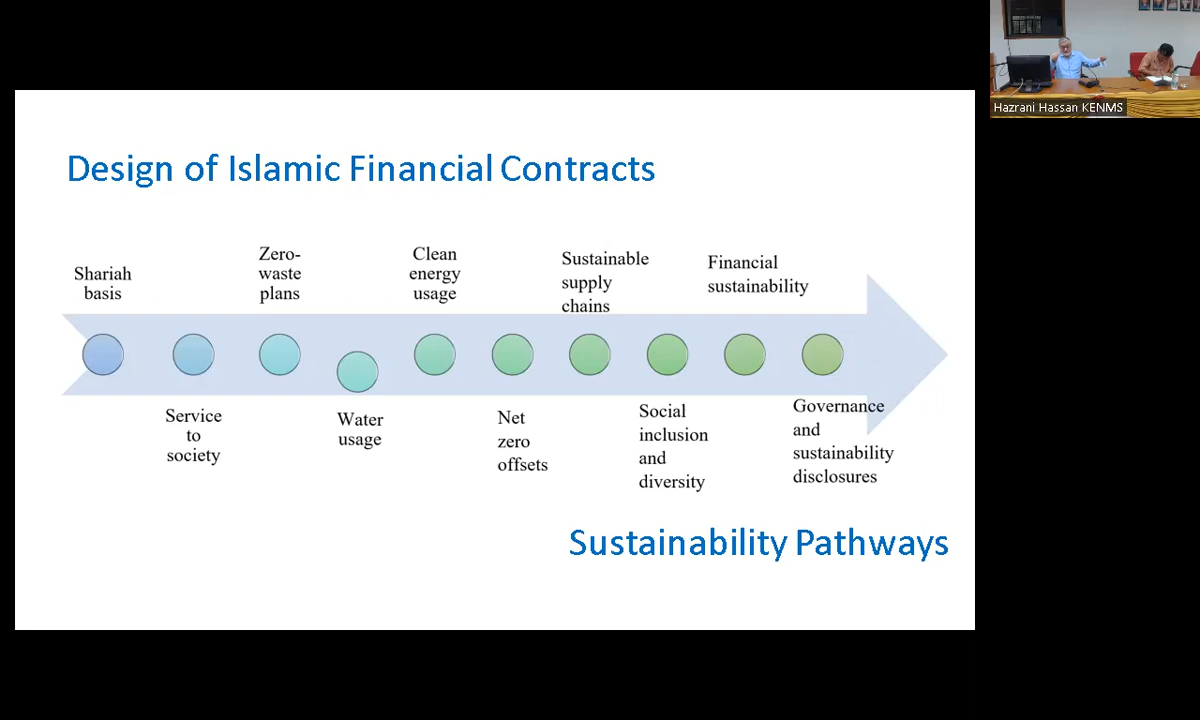 Hazrani Hassan KENMS
Design of Islamic Financial Contracts
Shariah
basis
Service
to
society
Zero-
waste
plans
Water
usage
Clean
energy
usage
Net
zero
offsets
Sustainable
supply
chains
Social
inclusion
and
diversity
Financial
sustainability
Governance
and
sustainability
disclosures
Sustainability Pathways